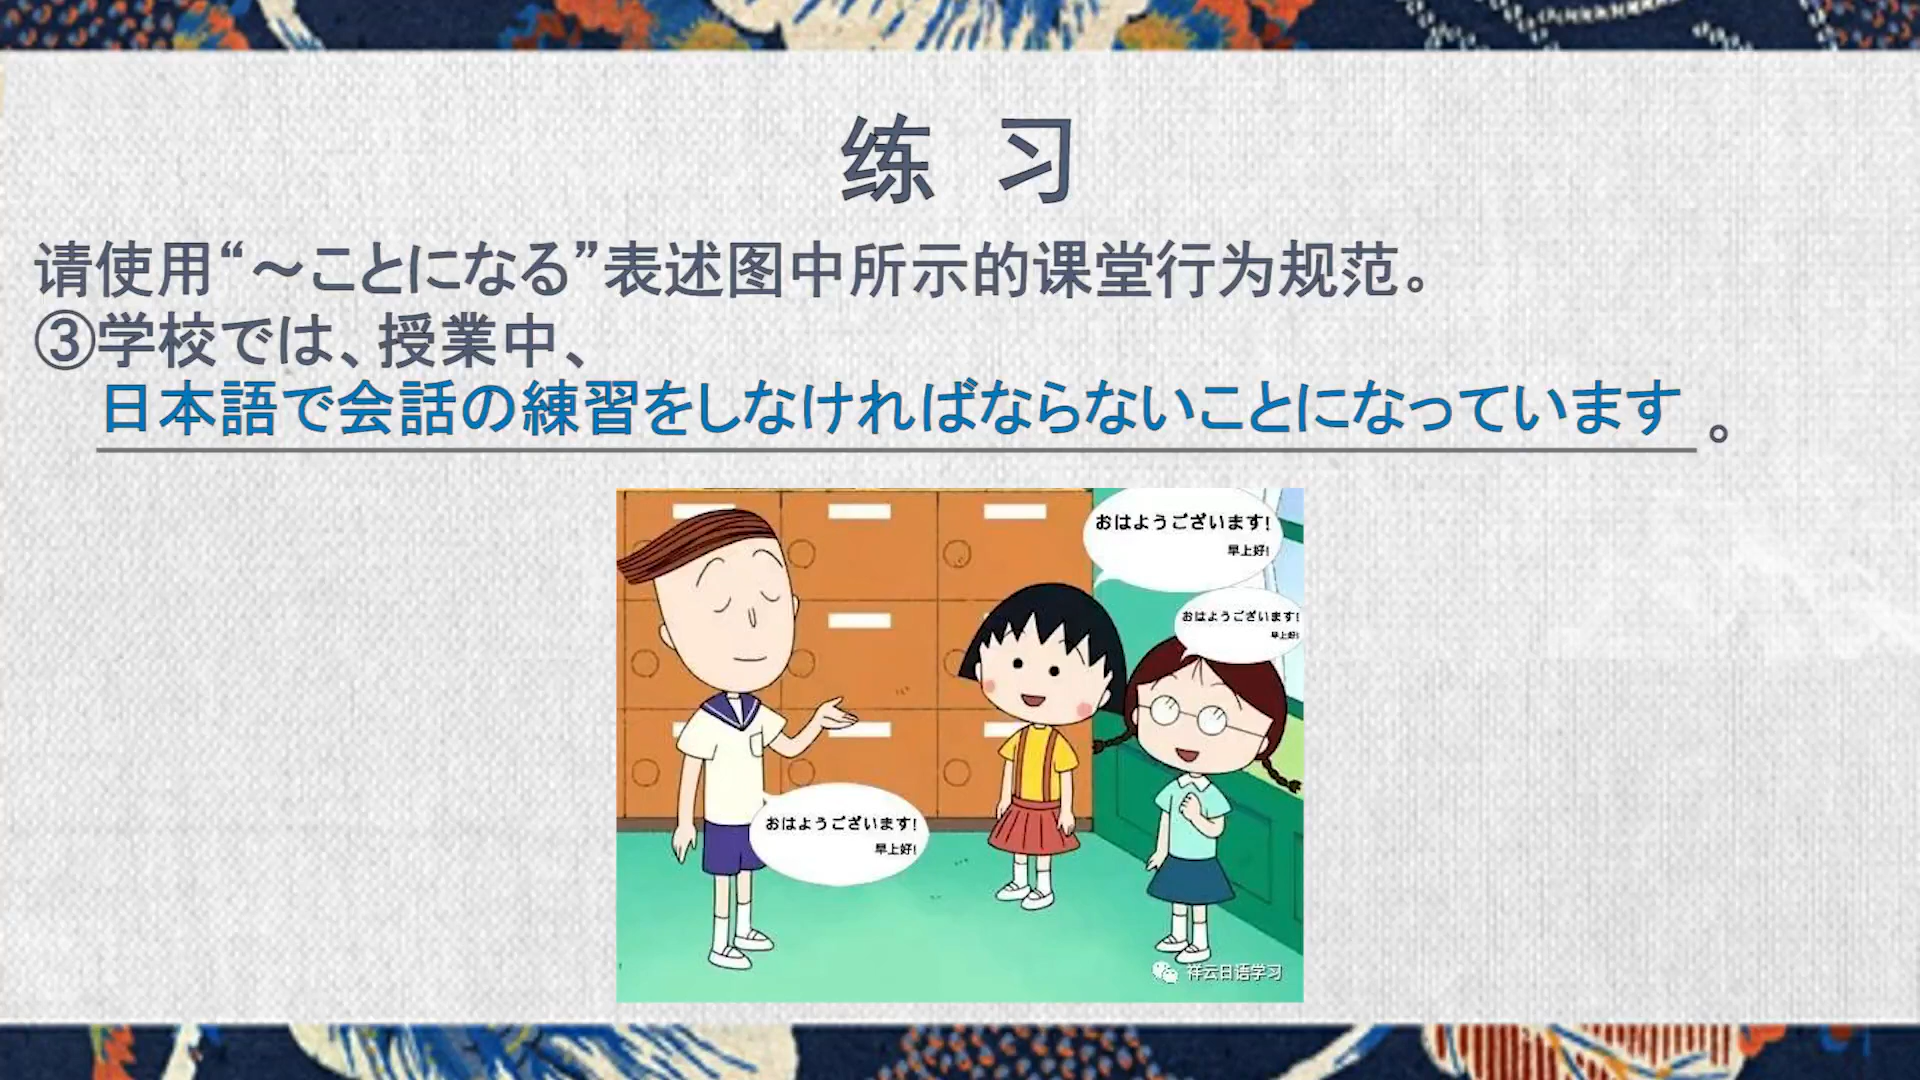 练 习
请使用“～ことになる”表述图中所示的课堂行为规范。
③学校では、授業中、
日本語で会話の練習をしなければならないことになっています。
おはようございます!
早上好!
おはようございます!
早上好!
おはようございます!
早上好!
祥云日语学习